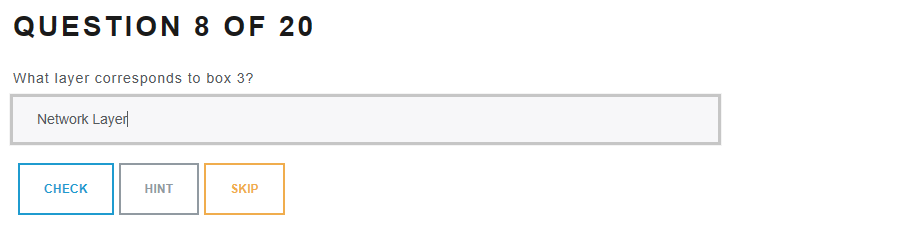 QUESTION 8 OF 20
What layer corresponds to box 3?
Network Layer
CHECK HINT SKIP